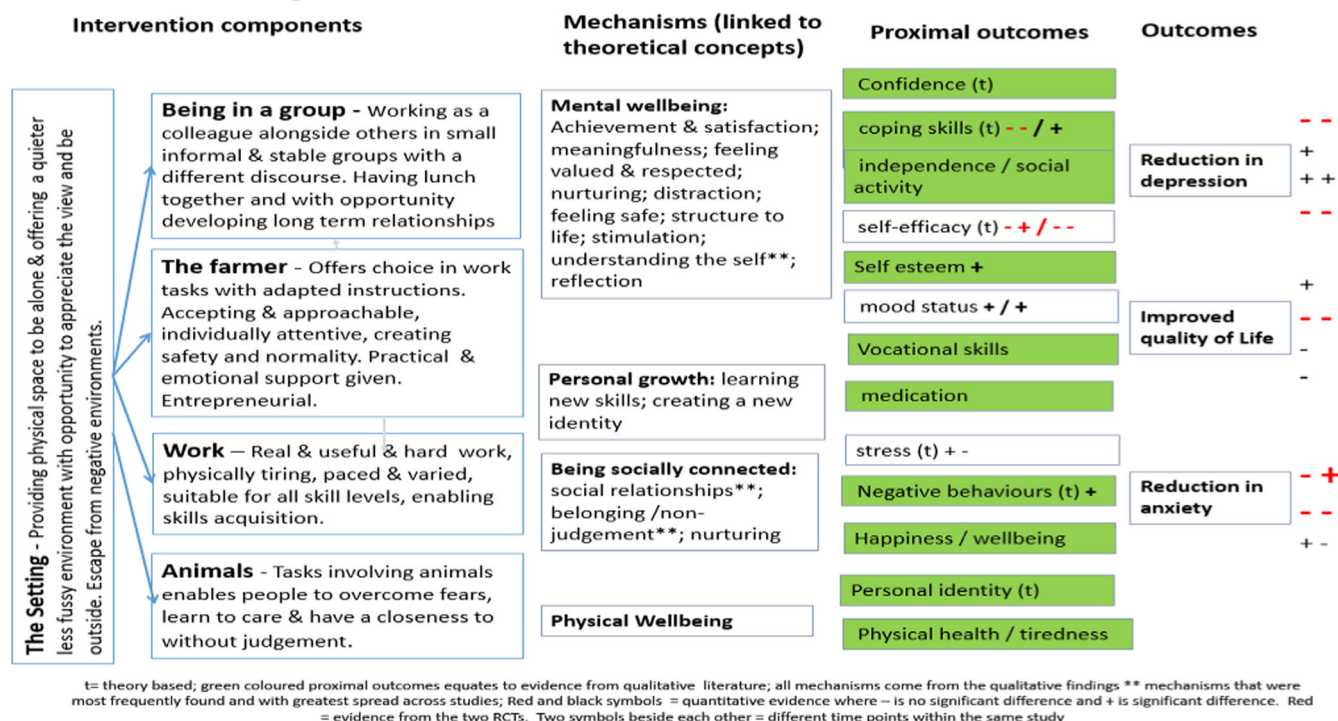 Intervention components
Mechanisms (linked to
theoretical concepts)
Proximal outcomes
Outcomes
The Setting - Providing physical space to be alone & offering a quieter
less fussy environment with opportunity to appreciate the view and be
outside. Escape from negative environments.
Being in a group - Working as a
colleague alongside others in small
informal & stable groups with a
different discourse. Having lunch
together and with opportunity
developing long term relationships
The farmer - Offers choice in work
tasks with adapted instructions.
Accepting & approachable,
individually attentive, creating
safety and normality. Practical &
emotional support given.
Entrepreneurial.
Work – Real & useful & hard work,
physically tiring, paced & varied,
suitable for all skill levels, enabling
skills acquisition.
Animals - Tasks involving animals
enables people to overcome fears,
learn to care & have a closeness to
without judgement.
Mental wellbeing:
Achievement & satisfaction;
meaningfulness; feeling
valued & respected;
nurturing; distraction;
feeling safe; structure to
life; stimulation;
understanding the self**;
reflection
Personal growth: learning
new skills; creating a new
identity
Being socially connected:
social relationships**;
belonging /non-
judgement**; nurturing
Physical Wellbeing
Confidence (t)
coping skills (t) - - / +
independence / social
activity
self-efficacy (t) - + / - -
Self esteem +
mood status + / +
Vocational skills
medication
stress (t) + -
Negative behaviours (t) +
Happiness / wellbeing
Personal identity (t)
Physical health / tiredness
Reduction in
depression
- -
+
+ +
- -
Improved
quality of Life
+
- -
-
-
Reduction in
anxiety
- +
- -
+ -
t= theory based; green coloured proximal outcomes equates to evidence from qualitative literature; all mechanisms come from the qualitative findings ** mechanisms that were
most frequently found and with greatest spread across studies; Red and black symbols = quantitative evidence where – is no significant difference and + is significant difference. Red
= evidence from the two RCTs. Two symbols beside each other = different time points within the same study